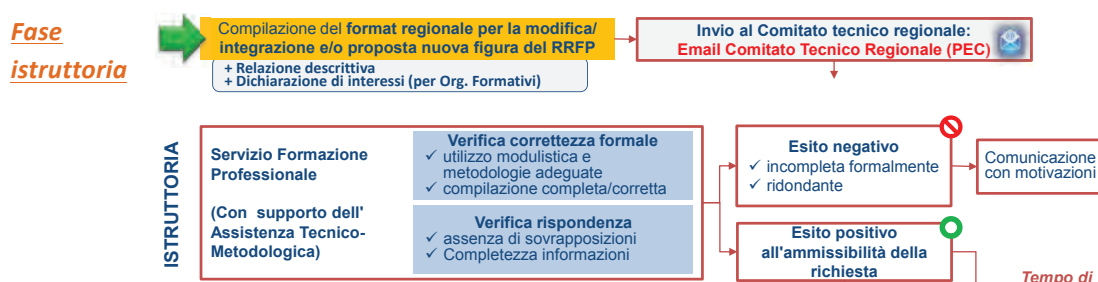 Fase
istruttoria
Compilazione del format regionale per la modifica/
integrazione e/o proposta nuova figura del RRFP
+ Relazione descrittiva
+ Dichiarazione di interessi (per Org. Formativi)
Invio al Comitato tecnico regionale:
Email Comitato Tecnico Regionale (PEC)
ISTRUTTORIA
Servizio Formazione
Professionale
(Con supporto dell'
Assistenza Tecnico-
Metodologica)
Verifica correttezza formale
✓ utilizzo modulistica e
metodologie adeguate
✓ compilazione completa/corretta
Verifica rispondenza
✓ assenza di sovrapposizioni
✓ Completezza informazioni
Esito negativo
✓ incompleta formalmente
✓ ridondante
Comunicazione
con motivazioni
Esito positivo
all'ammissibilità della
richiesta
Tempo di